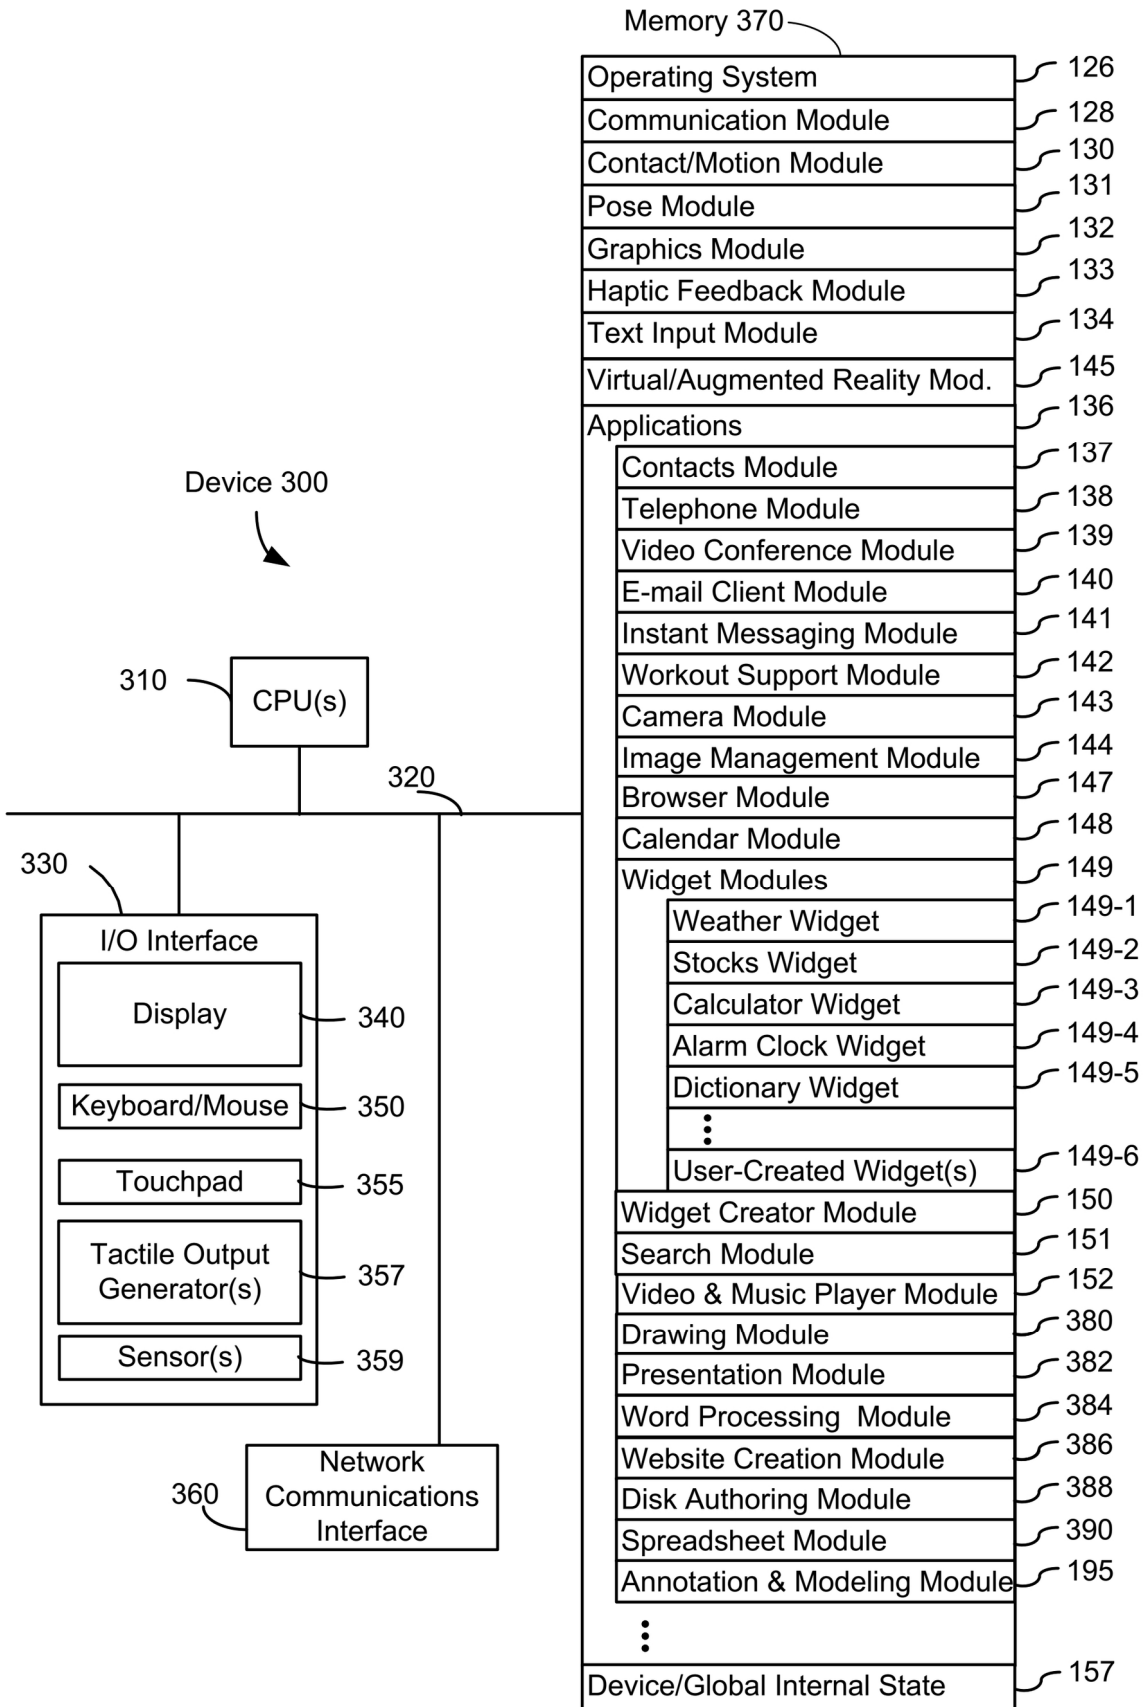 Memory 370
Operating System 126
Communication Module 128
Contact/Motion Module 130
Pose Module 131
Graphics Module 132
Haptic Feedback Module 133
Text Input Module 134
Virtual/Augmented Reality Mod. 145
Applications 136
Contacts Module 137
Telephone Module 138
Video Conference Module 139
E-mail Client Module 140
Instant Messaging Module 141
Workout Support Module 142
Camera Module 143
Image Management Module 144
Browser Module 147
Calendar Module 148
Widget Modules 149
Weather Widget 149-1
Stocks Widget 149-2
Calculator Widget 149-3
Alarm Clock Widget 149-4
Dictionary Widget 149-5
User-Created Widget(s) 149-6
Widget Creator Module 150
Search Module 151
Video & Music Player Module 152
Drawing Module 380
Presentation Module 382
Word Processing Module 384
Website Creation Module 386
Disk Authoring Module 388
Spreadsheet Module 390
Annotation & Modeling Module 195
Device/Global Internal State 157
Device 300
310
CPU(s)
320
330
I/O Interface
Display 340
Keyboard/Mouse 350
Touchpad 355
Tactile Output
Generator(s) 357
Sensor(s) 359
360
Network
Communications
Interface